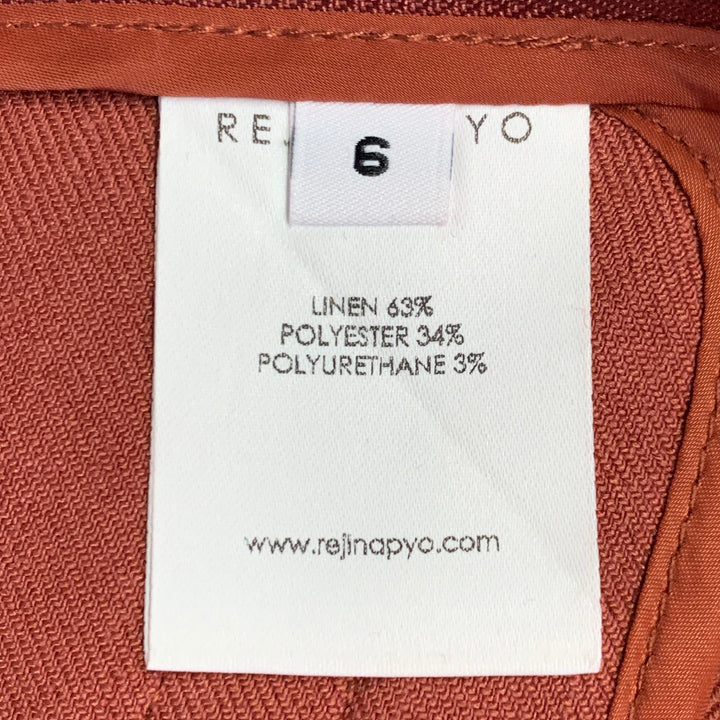 REJ YO
6
LINEN 63%
POLYESTER 34%
POLYURETHANE 3%
www.rejinapyo.com